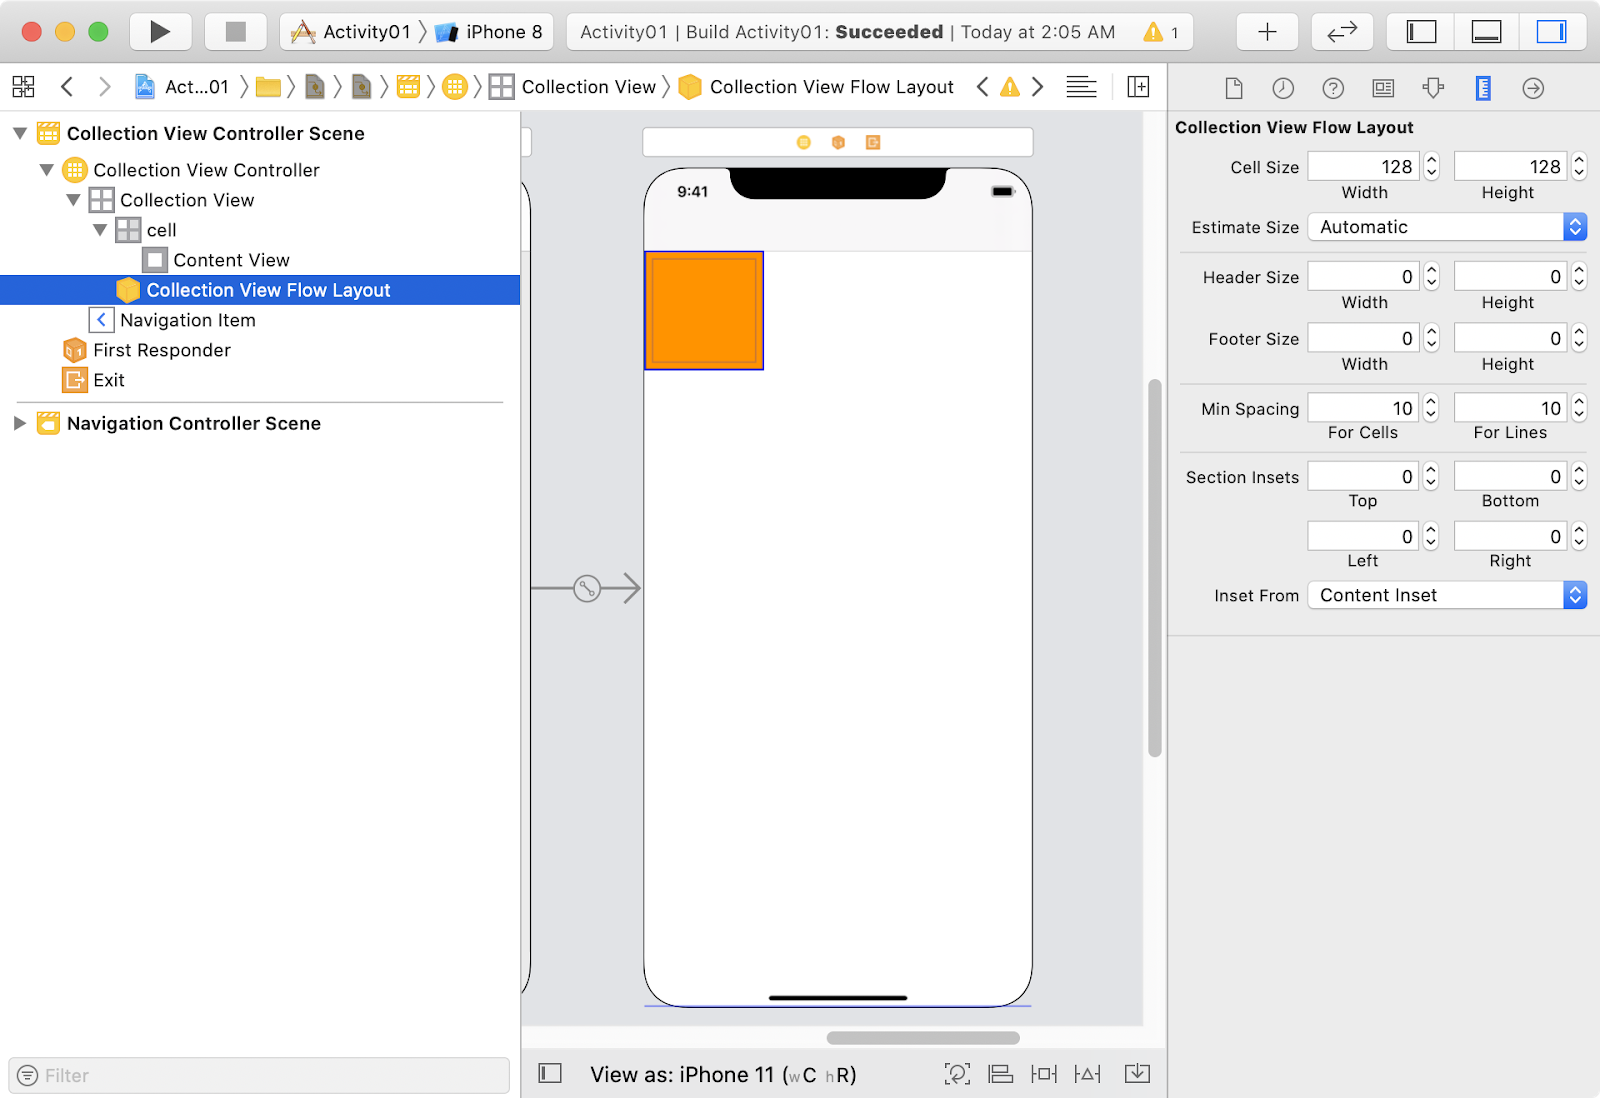 Activity01 iPhone 8 Activity01 | Build Activity01: Succeeded | Today at 2:05 AM 1
Act...01 Collection View Collection View Flow Layout
Collection View Controller Scene
Collection View Controller
Collection View
cell
Content View
Collection View Flow Layout
Navigation Item
First Responder
Exit
Navigation Controller Scene
Filter
9:41
View as: iPhone 11 (wC hR)
Collection View Flow Layout
Cell Size 128 128
Width Height
Estimate Size Automatic
Header Size 0 0
Width Height
Footer Size 0 0
Width Height
Min Spacing 10 10
For Cells For Lines
Section Insets 0 0
Top Bottom
0 0
Left Right
Inset From Content Inset